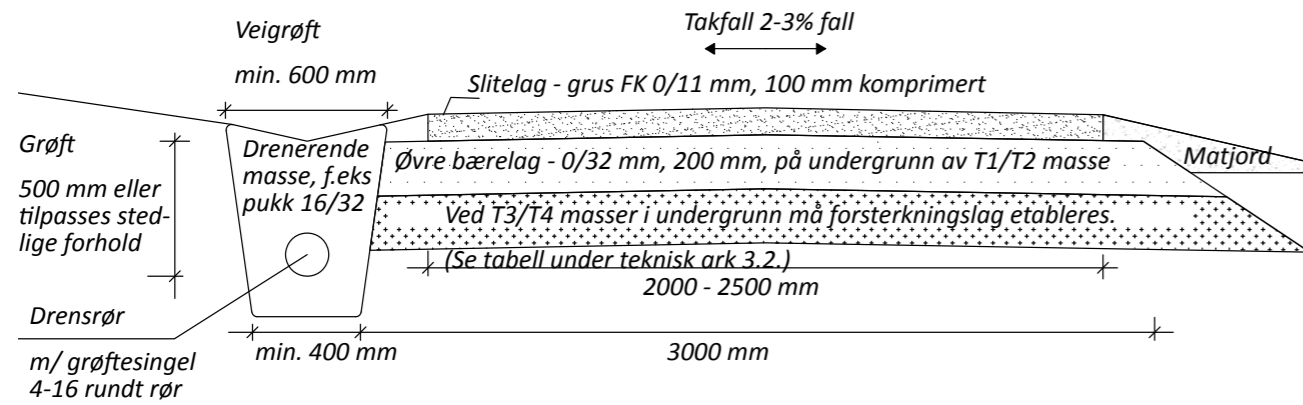 Takfall 2-3% fall
Veigrøft
min. 600 mm
Slitelag - grus FK 0/11 mm, 100 mm komprimert
Grøft
500 mm eller
tilpasses sted-
lige forhold
Drenerende
masse, f.eks
pukk 16/32
Øvre bærelag - 0/32 mm, 200 mm, på undergrunn av T1/T2 masse
Matjord
Ved T3/T4 masser i undergrunn må forsterkningslag etableres.
(Se tabell under teknisk ark 3.2.)
2000 - 2500 mm
Drensrør
m/ grøftesingel
4-16 rundt rør
min. 400 mm
3000 mm